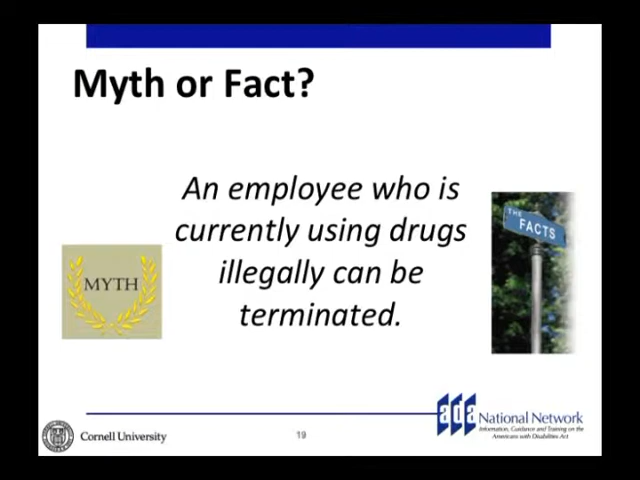 Myth or Fact?
An employee who is
currently using drugs
illegally can be
terminated.
MYTH
THE
FACTS
Cornell University
19
ada National Network
Information, Guidance and Training on the
Americans with Disabilities Act